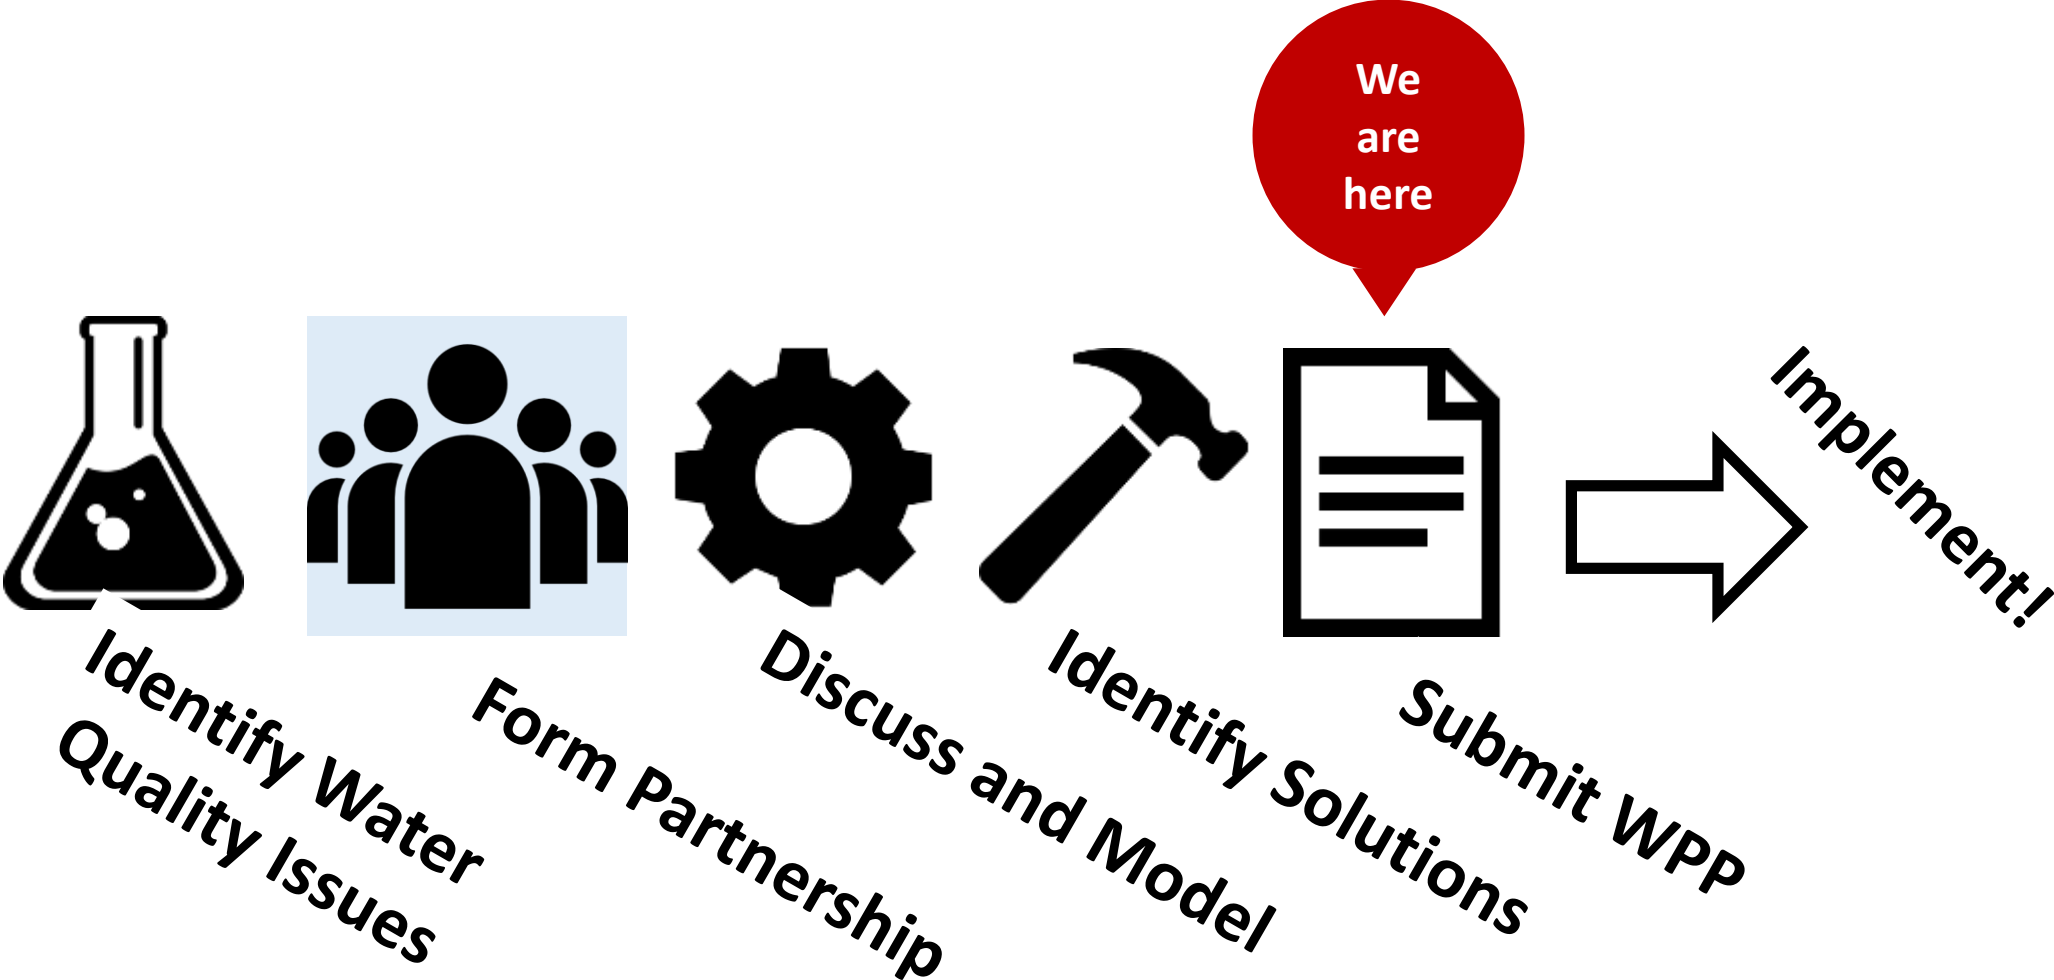 We
are
here
Identify Water
Quality Issues
Form Partnership
Discuss and Model
Identify Solutions
Submit WPP
Implement!